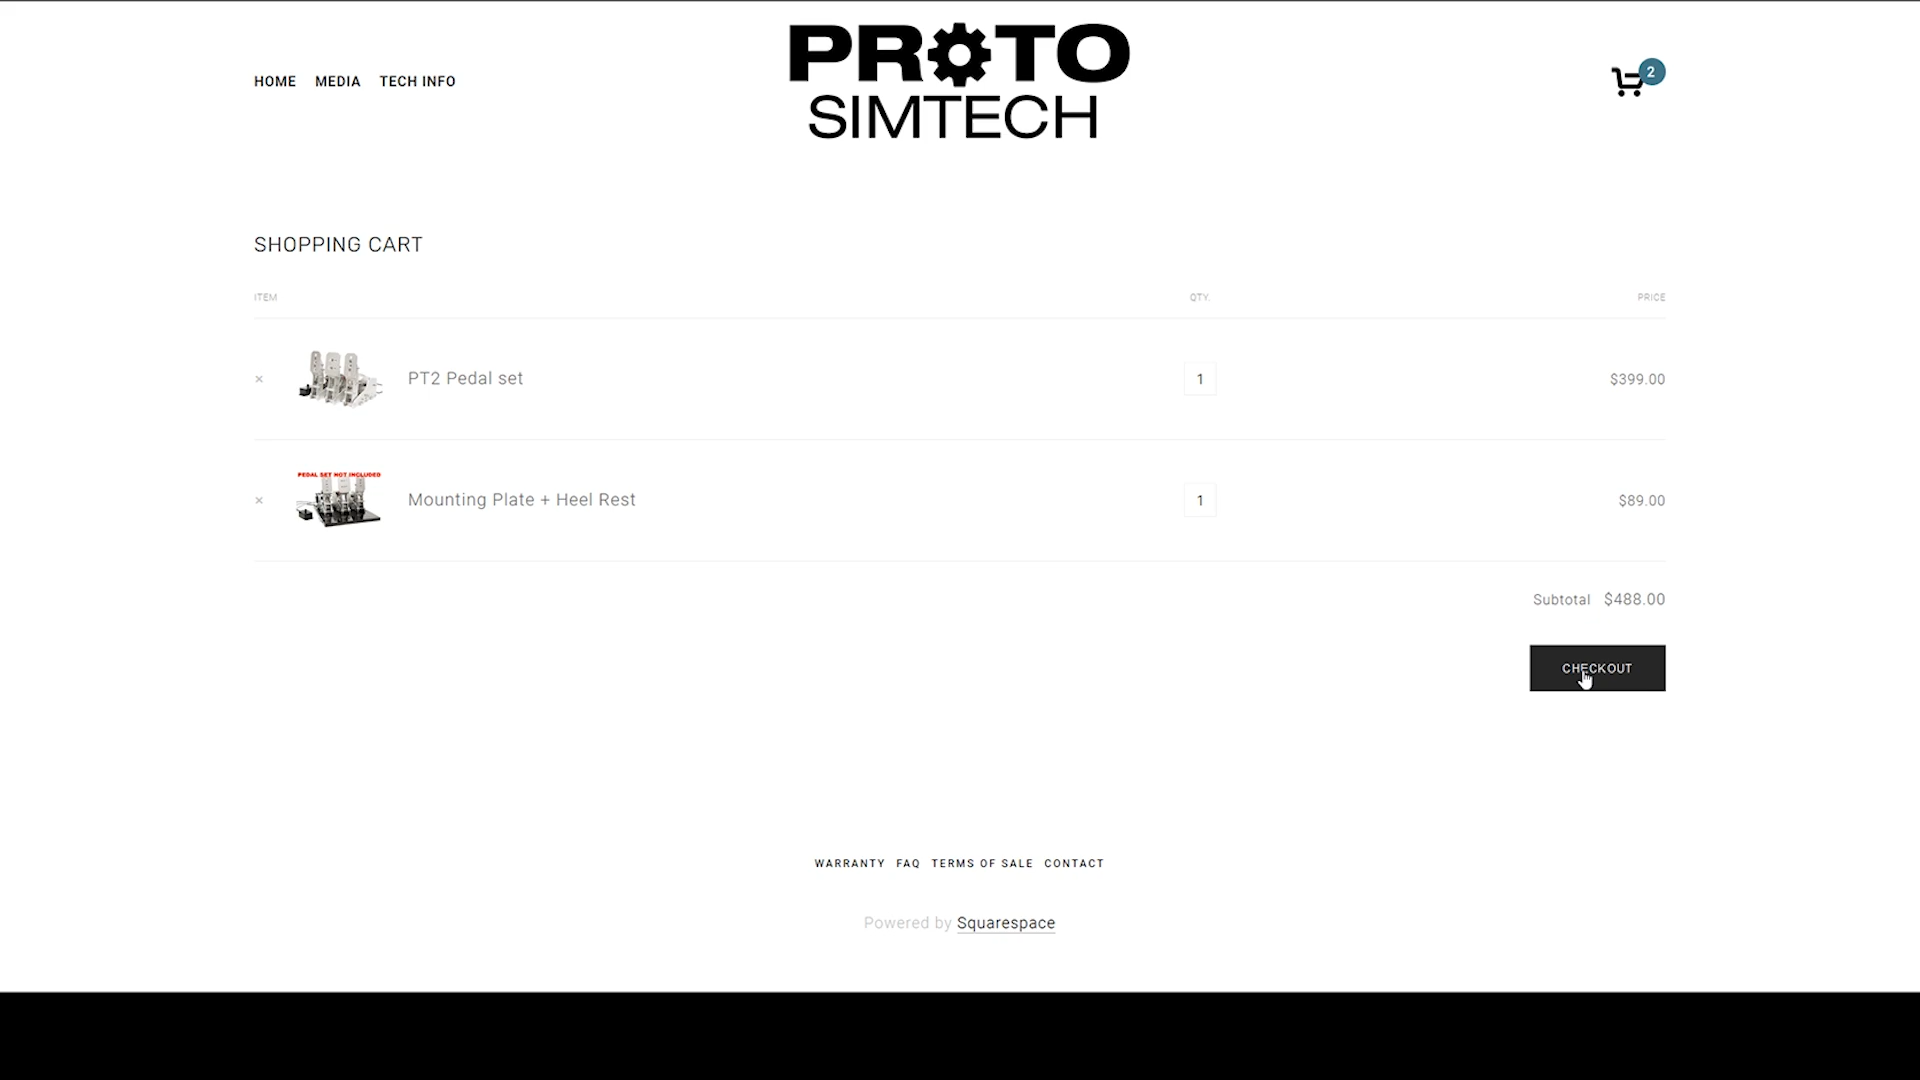 HOME MEDIA TECH INFO
PROTO
SIMTECH
2
SHOPPING CART
ITEM QTY. PRICE
× PT2 Pedal set 1 $399.00
PEDAL SET NOT INCLUDED
× Mounting Plate + Heel Rest 1 $89.00
Subtotal $488.00
CHECKOUT
WARRANTY FAQ TERMS OF SALE CONTACT
Powered by Squarespace